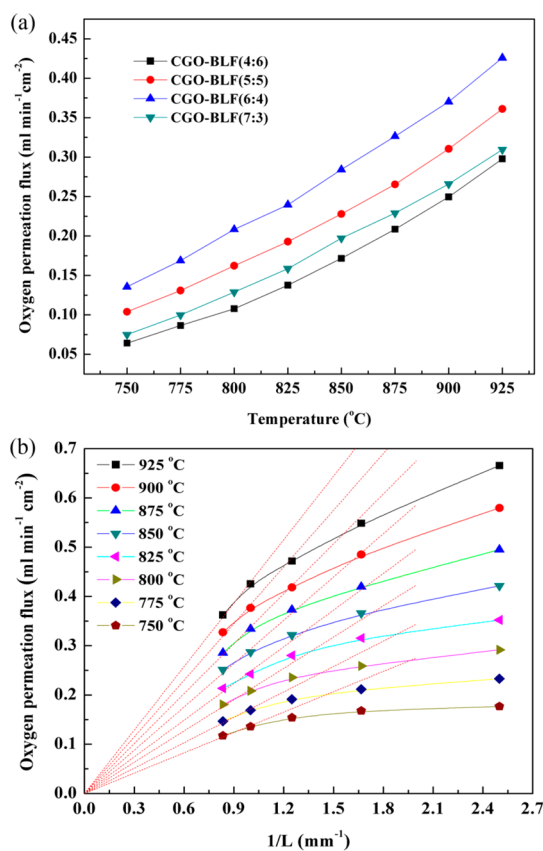 (a)
0.45
0.40
0.35
0.30
0.25
0.20
0.15
0.10
0.05
Oxygen permeation flux (ml min⁻¹ cm⁻²)
CGO-BLF(4:6)
CGO-BLF(5:5)
CGO-BLF(6:4)
CGO-BLF(7:3)
750 775 800 825 850 875 900 925
Temperature (°C)
(b)
0.7
0.6
0.5
0.4
0.3
0.2
0.1
0.0
Oxygen permeation flux (ml min⁻¹ cm⁻²)
925 °C
900 °C
875 °C
850 °C
825 °C
800 °C
775 °C
750 °C
0.0 0.3 0.6 0.9 1.2 1.5 1.8 2.1 2.4 2.7
1/L (mm⁻¹)